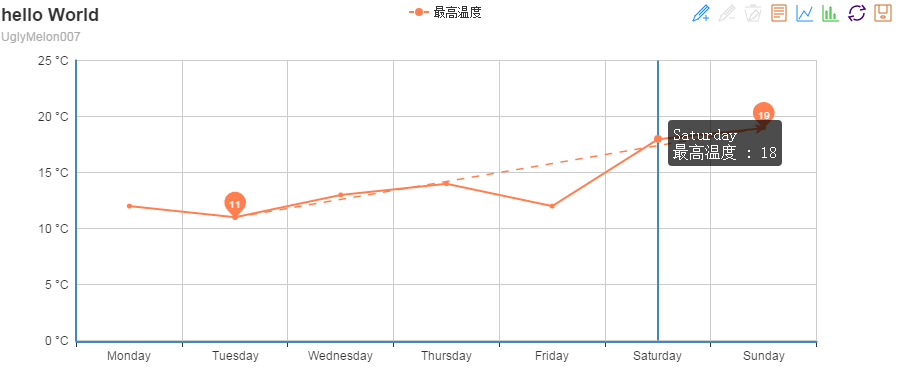 hello World
最高温度
UglyMelon007
25 °C
20 °C
15 °C
10 °C
5 °C
0 °C
19
11
Saturday
最高温度 : 18
Monday Tuesday Wednesday Thursday Friday Saturday Sunday